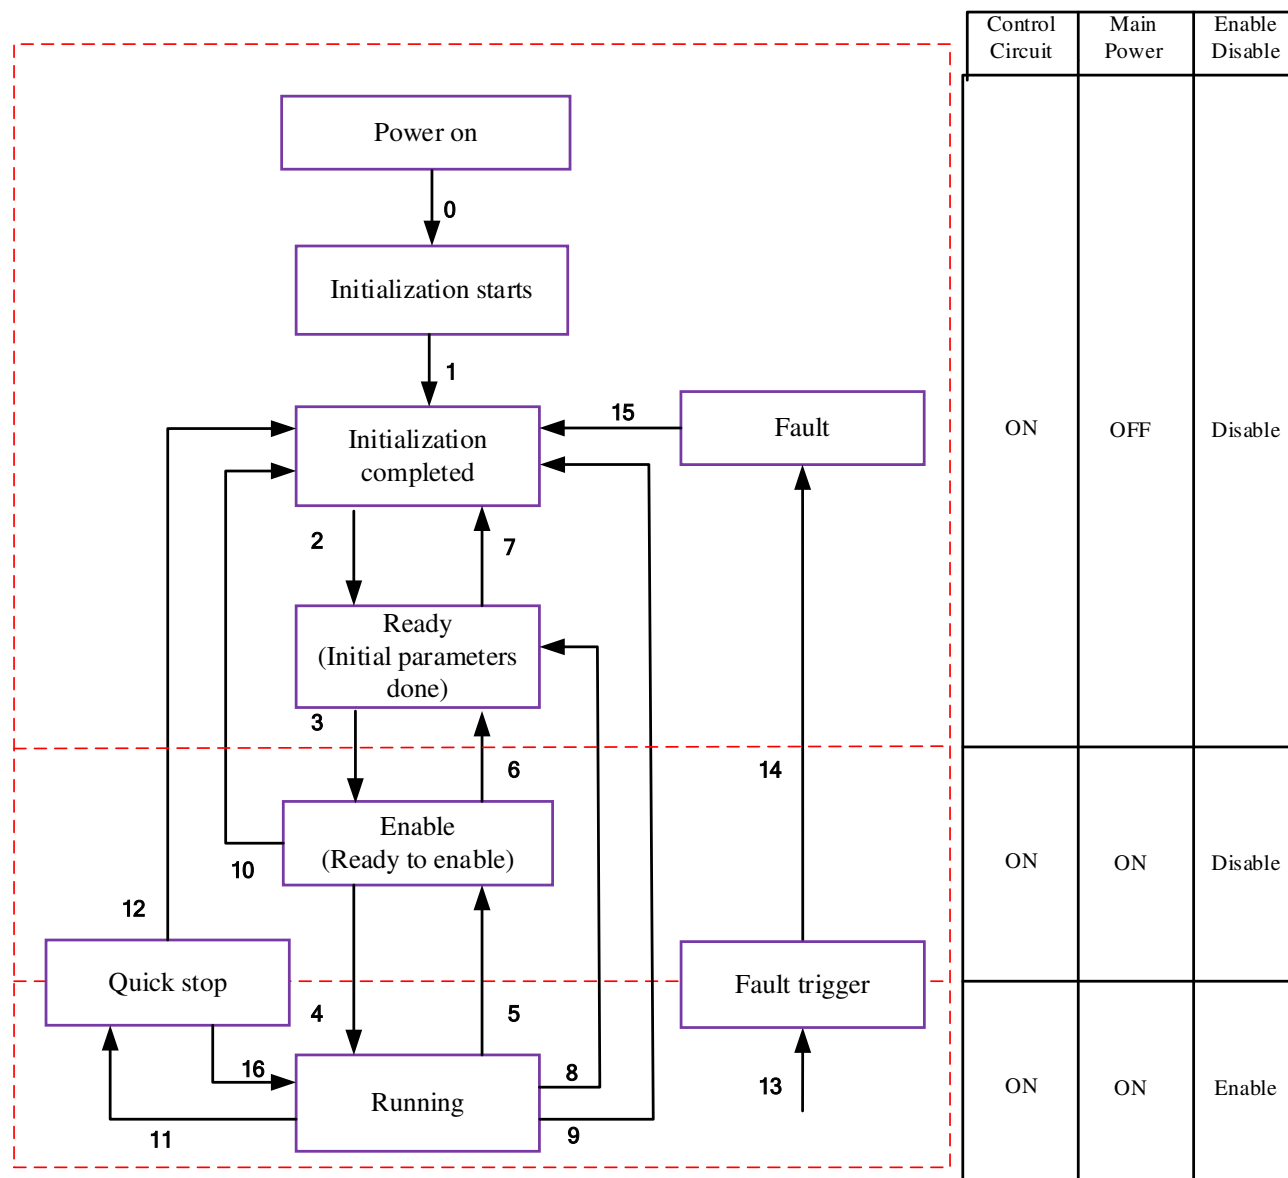 Control Circuit
Main Power
Enable Disable
Power on
0
Initialization starts
1
Initialization
completed
15
Fault
ON
OFF
Disable
2
7
Ready
(Initial parameters
done)
3
6
14
Enable
(Ready to enable)
10
ON
ON
Disable
12
Quick stop
Fault trigger
4
5
16
8
13
Running
11
9
ON
ON
Enable